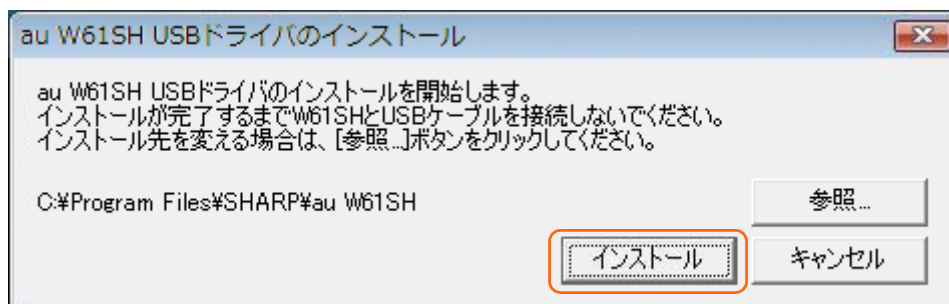 au W61SH USBドライバのインストール
au W61SH USBドライバのインストールを開始します。
インストールが完了するまでW61SHとUSBケーブルを接続しないでください。
インストール先を変える場合は、[参照...]ボタンをクリックしてください。
C:¥Program Files¥SHARP¥au W61SH
参照...
インストール
キャンセル